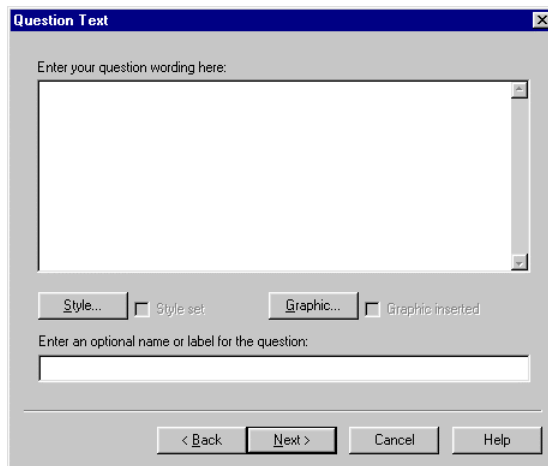 Question Text
Enter your question wording here:
Style... Style set Graphic... Graphic inserted
Enter an optional name or label for the question:
< Back Next > Cancel Help